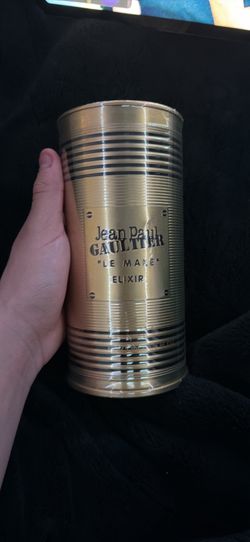 Jean Paul
GAULTIER
"LE MALE"
ELIXIR